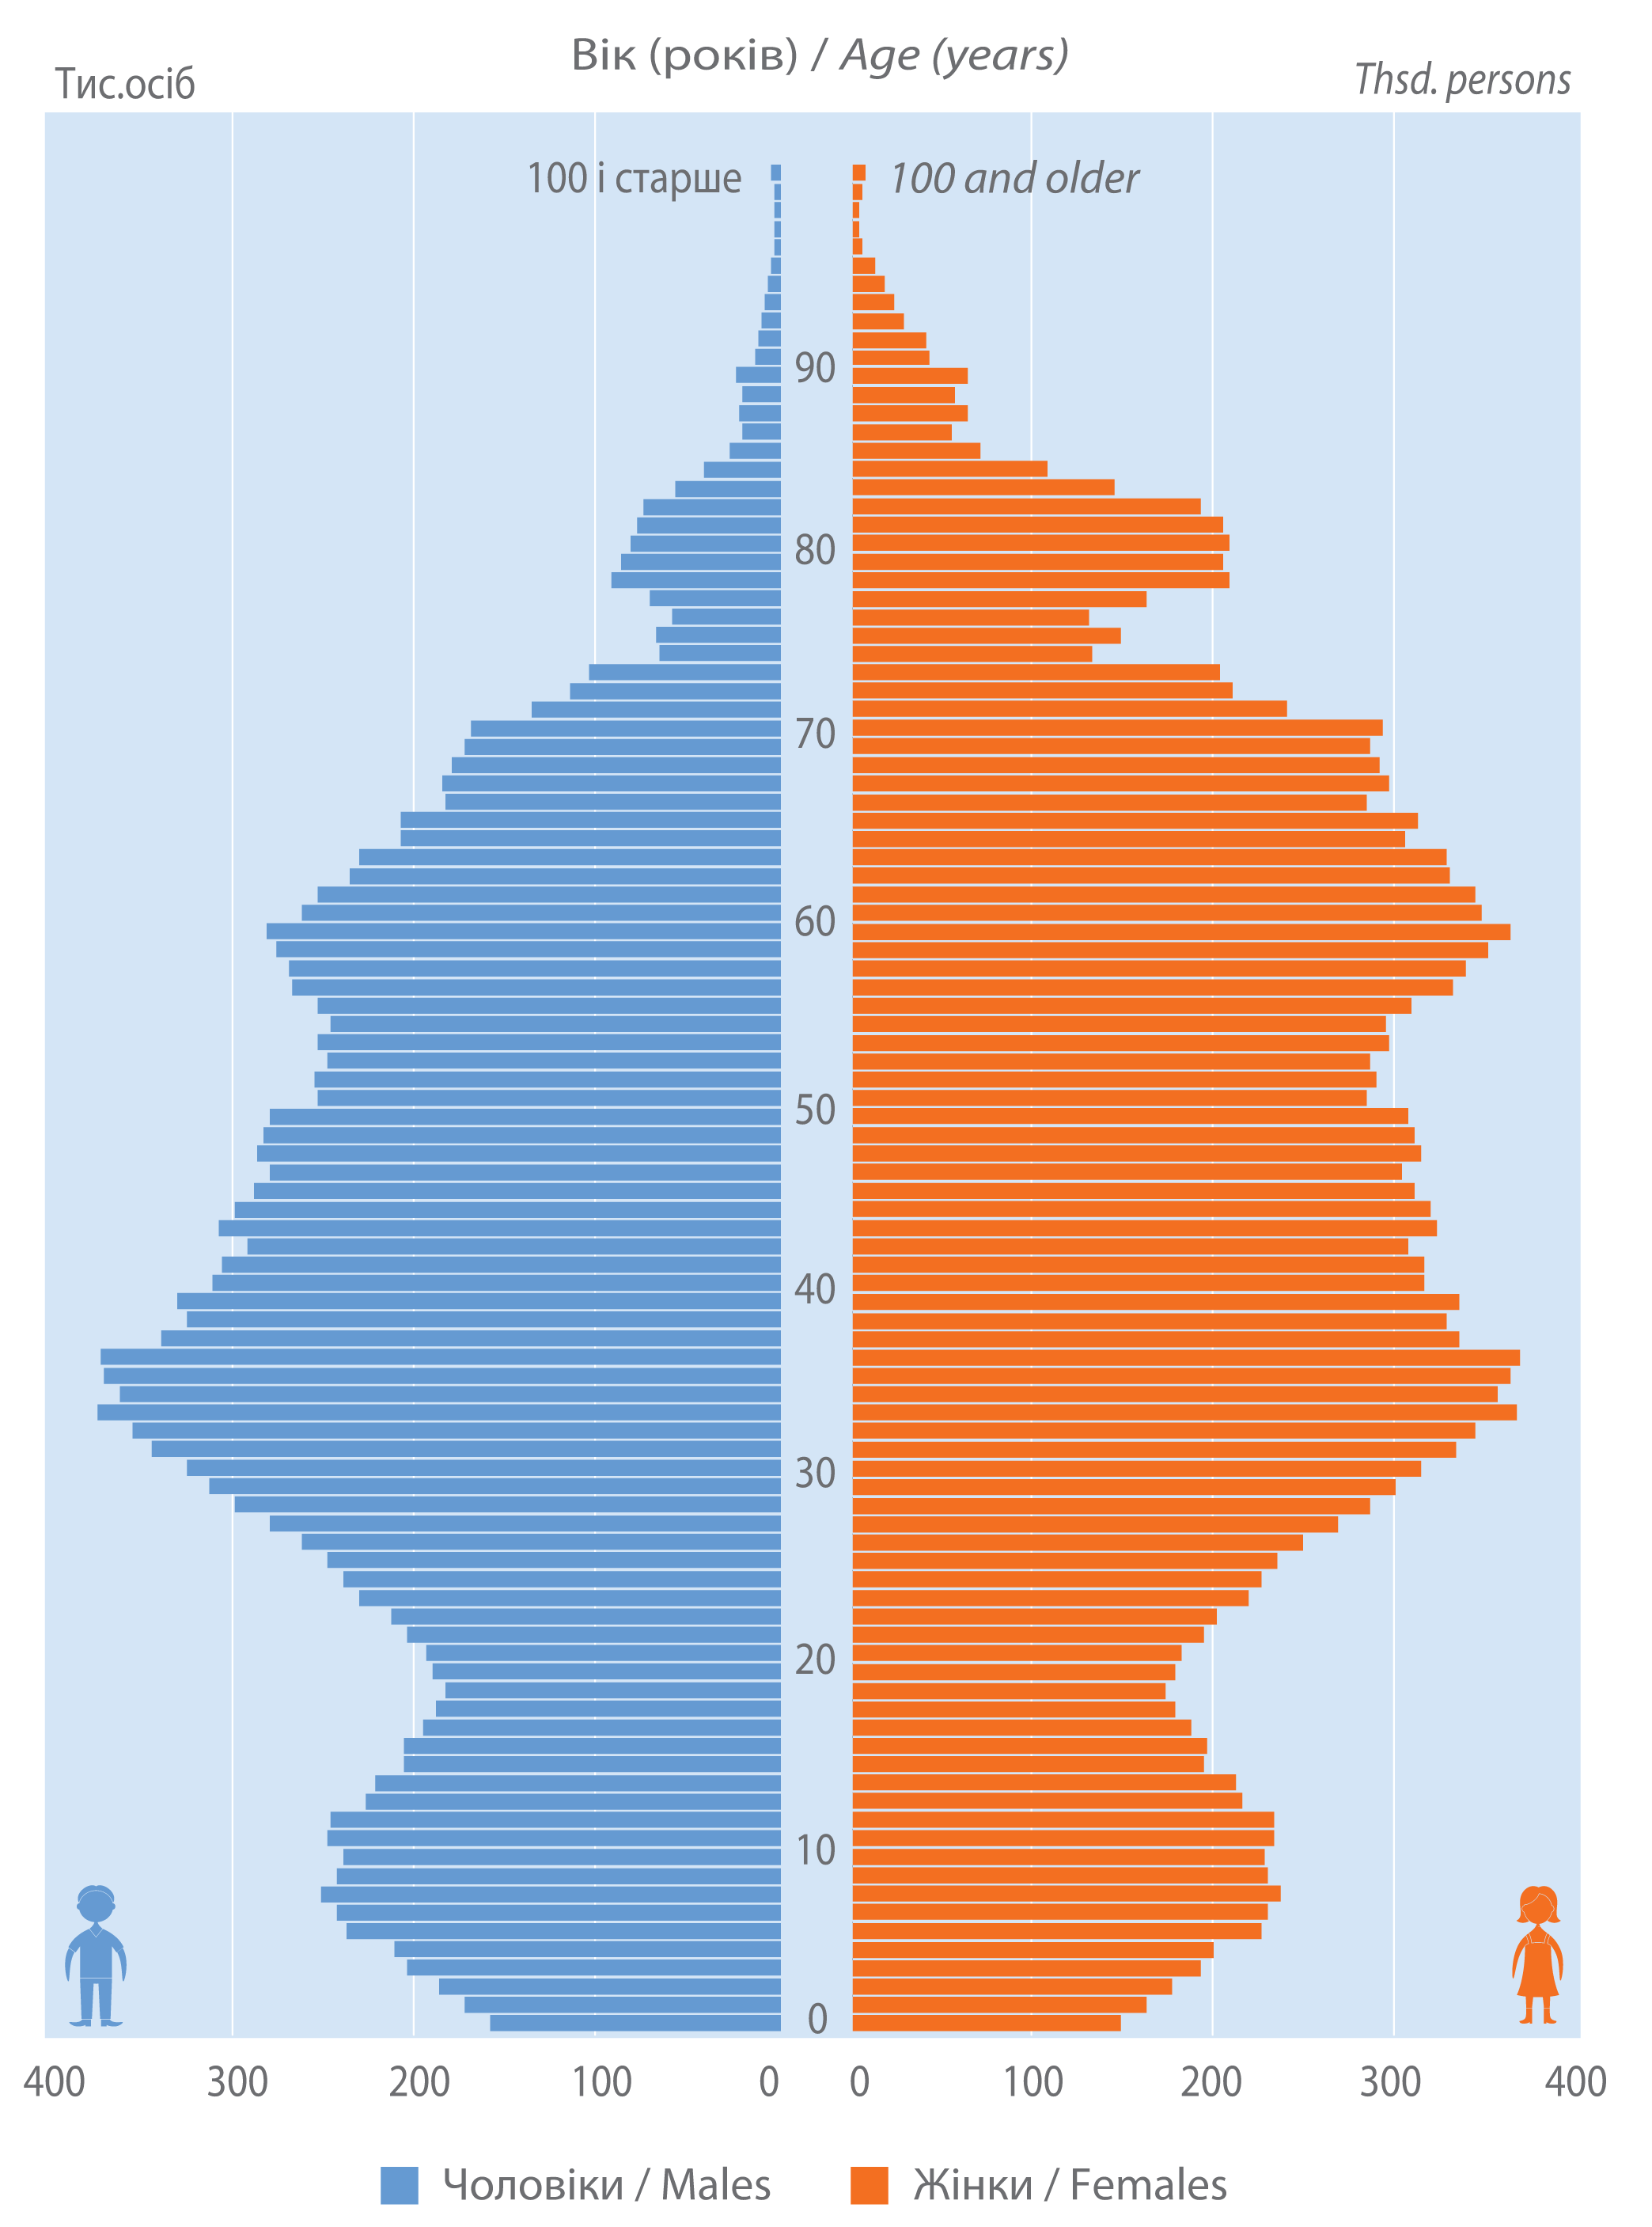 Вік (років) / Age (years)
Тис.осіб
Thsd. persons
100 і старше
100 and older
90
80
70
60
50
40
30
20
10
0
400 300 200 100 0 0 100 200 300 400
Чоловіки / Males
Жінки / Females